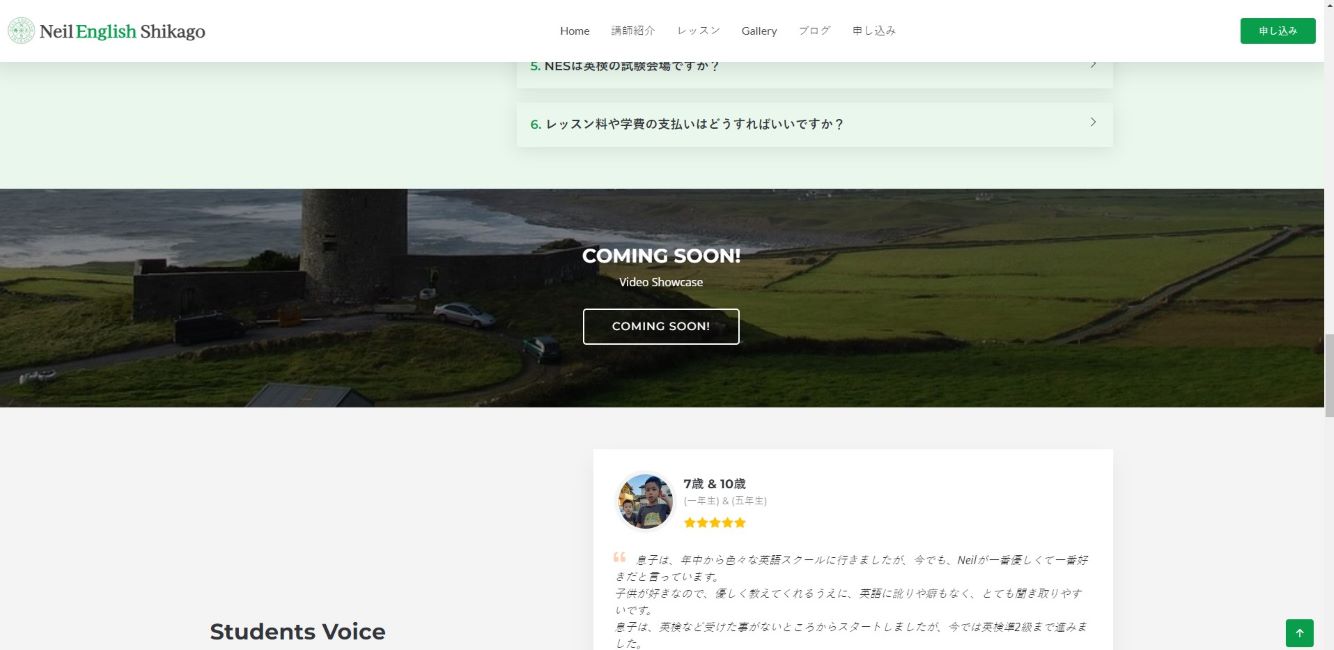 Neil English Shikago
Home 講師紹介 レッスン Gallery ブログ 申し込み
申し込み
5. NESは英検の試験会場ですか？
6. レッスン料や学費の支払いはどうすればいいですか？
COMING SOON!
Video Showcase
COMING SOON!
7歳 & 10歳
(一年生) & (五年生)
息子は、年中から色々な英語スクールに行きましたが、今でも、Neilが一番優しくて一番好
きだと言っています。
子供が好きなので、優しく教えてくれるうえに、英語に訛りや癖もなく、とても聞き取りやす
いです。
息子は、英検など受けた事がないところからスタートしましたが、今では英検準2級まで進みま
した。
Students Voice